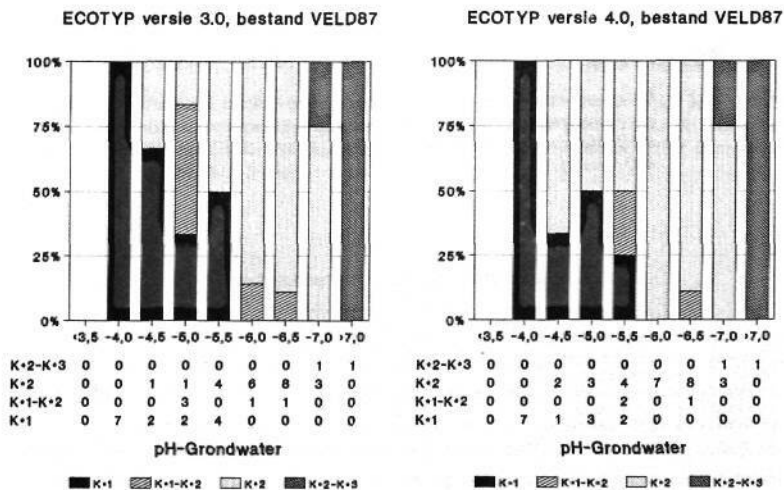 ECOTYP versie 3.0, bestand VELD87
100%
75%
50%
25%
0%
<3,5 -4,0 -4,5 -5,0 -5,5 -6,0 -6,5 -7,0 >7,0
K•2-K•3 0 0 0 0 0 0 0 1 1
K•2 0 0 1 1 4 6 8 3 0
K•1-K•2 0 0 0 3 0 1 1 0 0
K•1 0 7 2 2 4 0 0 0 0
pH-Grondwater
K•1 K•1-K•2 K•2 K•2-K•3
ECOTYP versie 4.0, bestand VELD87
100%
75%
50%
25%
0%
<3,5 -4,0 -4,5 -5,0 -5,5 -6,0 -6,5 -7,0 >7,0
K•2-K•3 0 0 0 0 0 0 0 1 1
K•2 0 0 2 3 4 7 8 3 0
K•1-K•2 0 0 0 0 2 0 1 0 0
K•1 0 7 1 3 2 0 0 0 0
pH-Grondwater
K•1 K•1-K•2 K•2 K•2-K•3